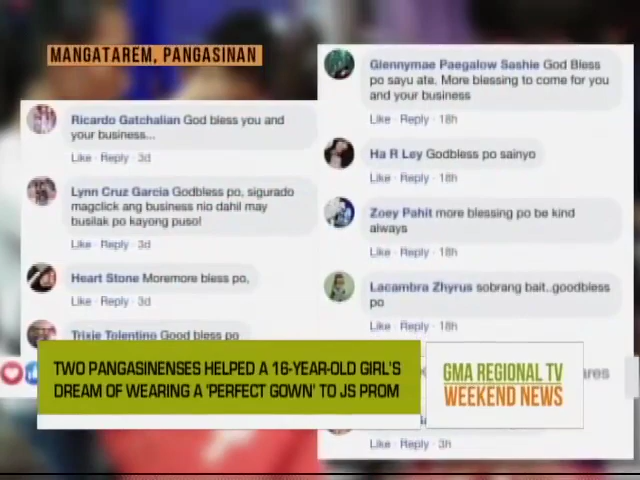 MANGATAREM, PANGASINAN
Ricardo Gatchalian God bless you and
your business...
Like · Reply · 3d
Lynn Cruz Garcia Godbless po, sigurado
magclick ang business nio dahil may
busilak po kayong puso!
Like · Reply · 3d
Heart Stone Moremore bless po,
Like · Reply · 3d
Trixie Tolentino Good bless po
Glennymae Paegalow Sashie God Bless
po sayu ate. More blessing to come for you
and your business
Like · Reply · 18h
Ha R Ley Godbless po sainyo
Like · Reply · 18h
Zoey Pahit more blessing po be kind
always
Like · Reply · 18h
Lacambra Zhyrus sobrang bait..goodbless
po
Like · Reply · 18h
Like · Reply · 3h
TWO PANGASINENSES HELPED A 16-YEAR-OLD GIRL'S
DREAM OF WEARING A 'PERFECT GOWN' TO JS PROM
GMA REGIONAL TV
WEEKEND NEWS